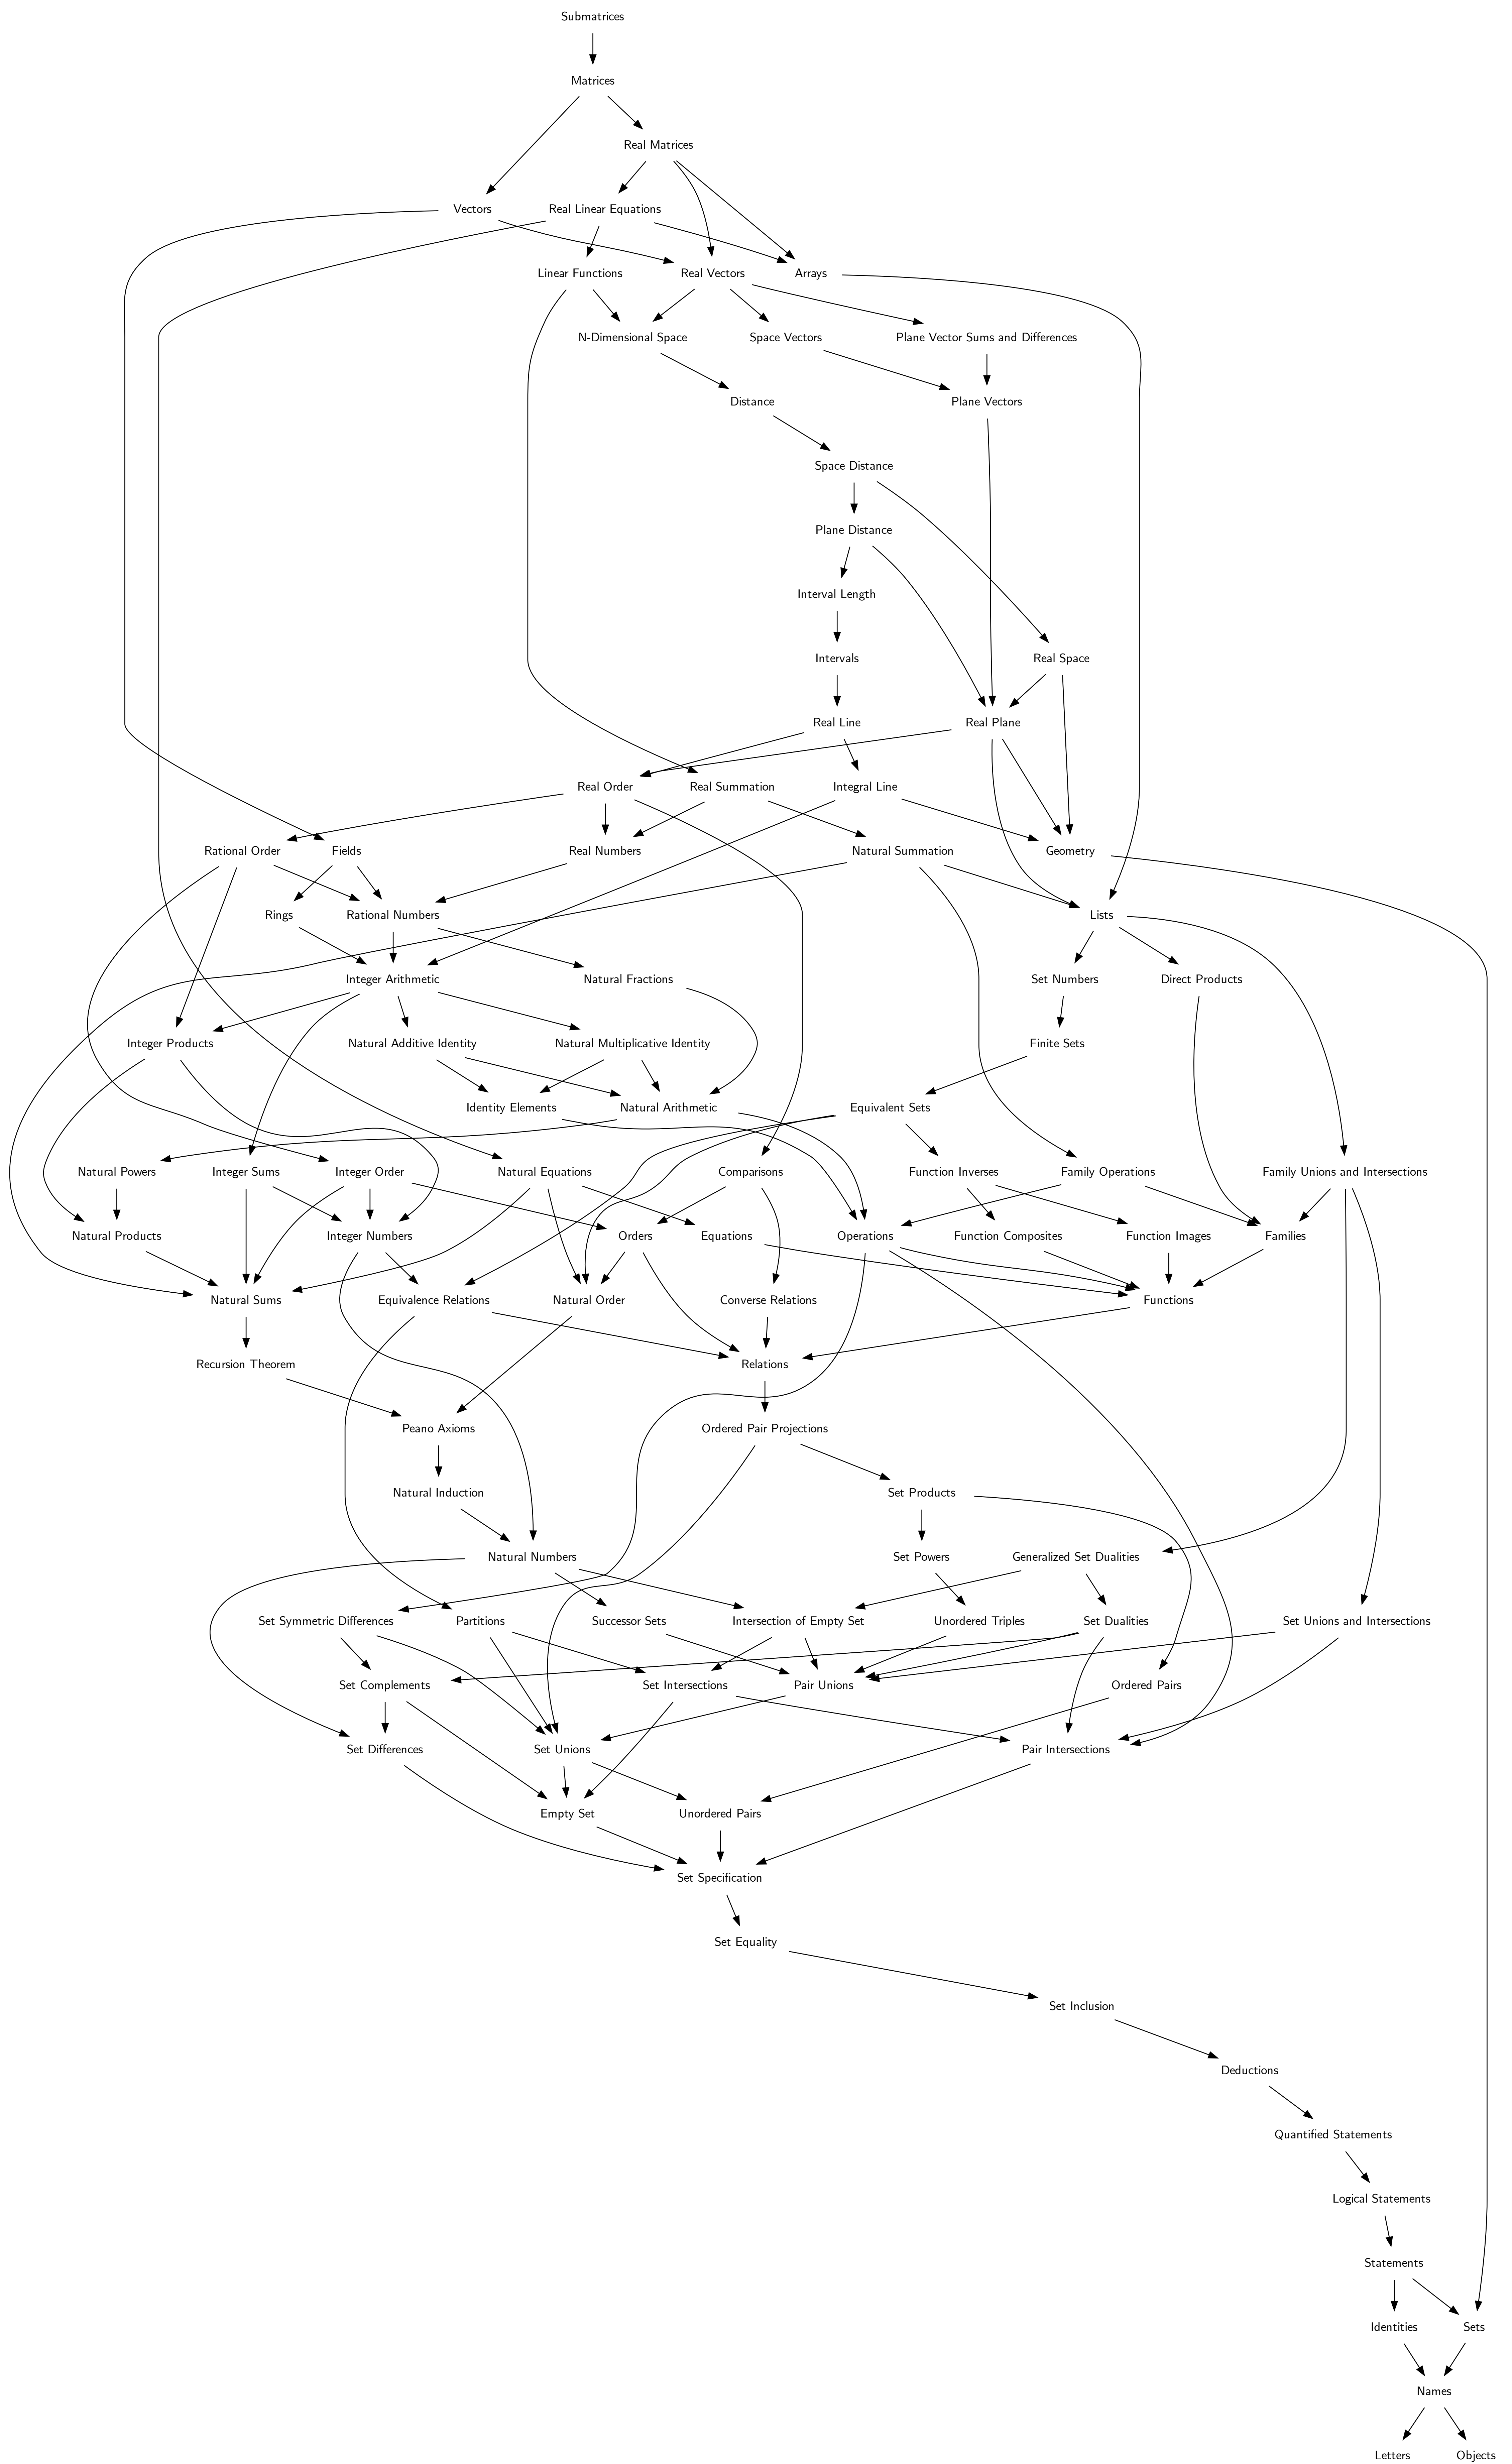 Submatrices
Matrices
Real Matrices
Vectors
Real Linear Equations
Linear Functions
Real Vectors
Arrays
N-Dimensional Space
Space Vectors
Plane Vector Sums and Differences
Distance
Plane Vectors
Space Distance
Plane Distance
Interval Length
Intervals
Real Space
Real Line
Real Plane
Real Order
Real Summation
Integral Line
Rational Order
Fields
Real Numbers
Natural Summation
Geometry
Rings
Rational Numbers
Lists
Integer Arithmetic
Natural Fractions
Set Numbers
Direct Products
Integer Products
Natural Additive Identity
Natural Multiplicative Identity
Finite Sets
Identity Elements
Natural Arithmetic
Equivalent Sets
Natural Powers
Integer Sums
Integer Order
Natural Equations
Comparisons
Function Inverses
Family Operations
Family Unions and Intersections
Natural Products
Integer Numbers
Orders
Equations
Operations
Function Composites
Function Images
Families
Natural Sums
Equivalence Relations
Natural Order
Converse Relations
Functions
Recursion Theorem
Relations
Peano Axioms
Ordered Pair Projections
Natural Induction
Set Products
Natural Numbers
Set Powers
Generalized Set Dualities
Set Symmetric Differences
Partitions
Successor Sets
Intersection of Empty Set
Unordered Triples
Set Dualities
Set Unions and Intersections
Set Complements
Set Intersections
Pair Unions
Ordered Pairs
Set Differences
Set Unions
Pair Intersections
Empty Set
Unordered Pairs
Set Specification
Set Equality
Set Inclusion
Deductions
Quantified Statements
Logical Statements
Statements
Identities
Sets
Names
Letters
Objects